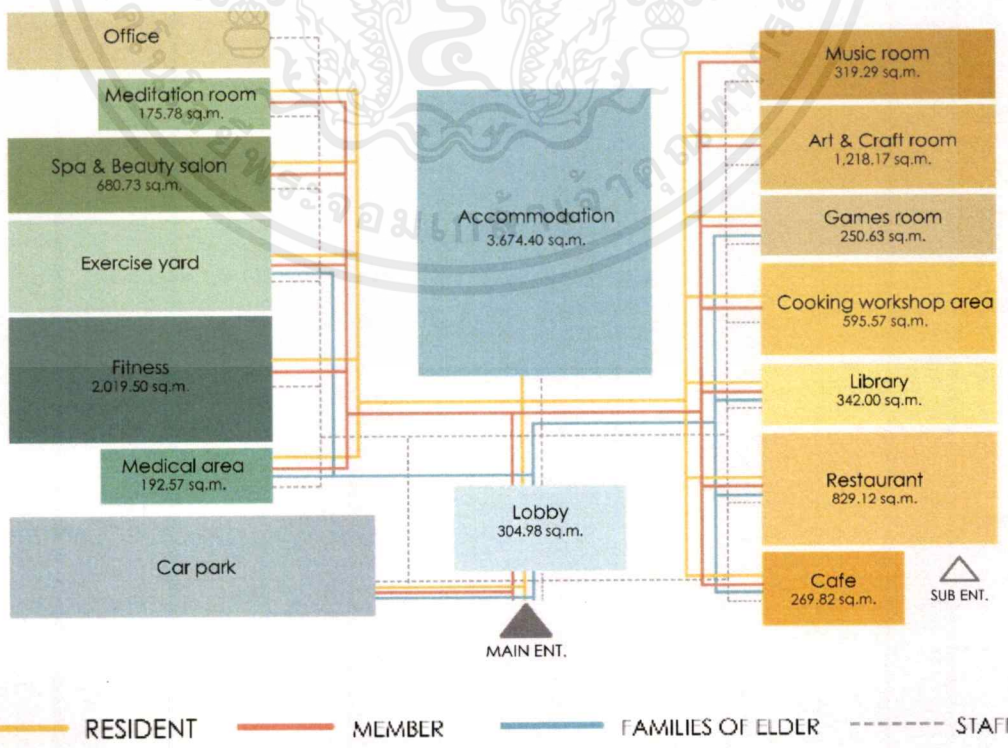 Office
Meditation room
175.78 sq.m.
Spa & Beauty salon
680.73 sq.m.
Exercise yard
Fitness
2,019.50 sq.m.
Medical area
192.57 sq.m.
Car park
Accommodation
3.674.40 sq.m.
Lobby
304.98 sq.m.
MAIN ENT.
Music room
319.29 sq.m.
Art & Craft room
1,218.17 sq.m.
Games room
250.63 sq.m.
Cooking workshop area
595.57 sq.m.
Library
342.00 sq.m.
Restaurant
829.12 sq.m.
Cafe
269.82 sq.m.
SUB ENT.
RESIDENT
MEMBER
FAMILIES OF ELDER
STAFF